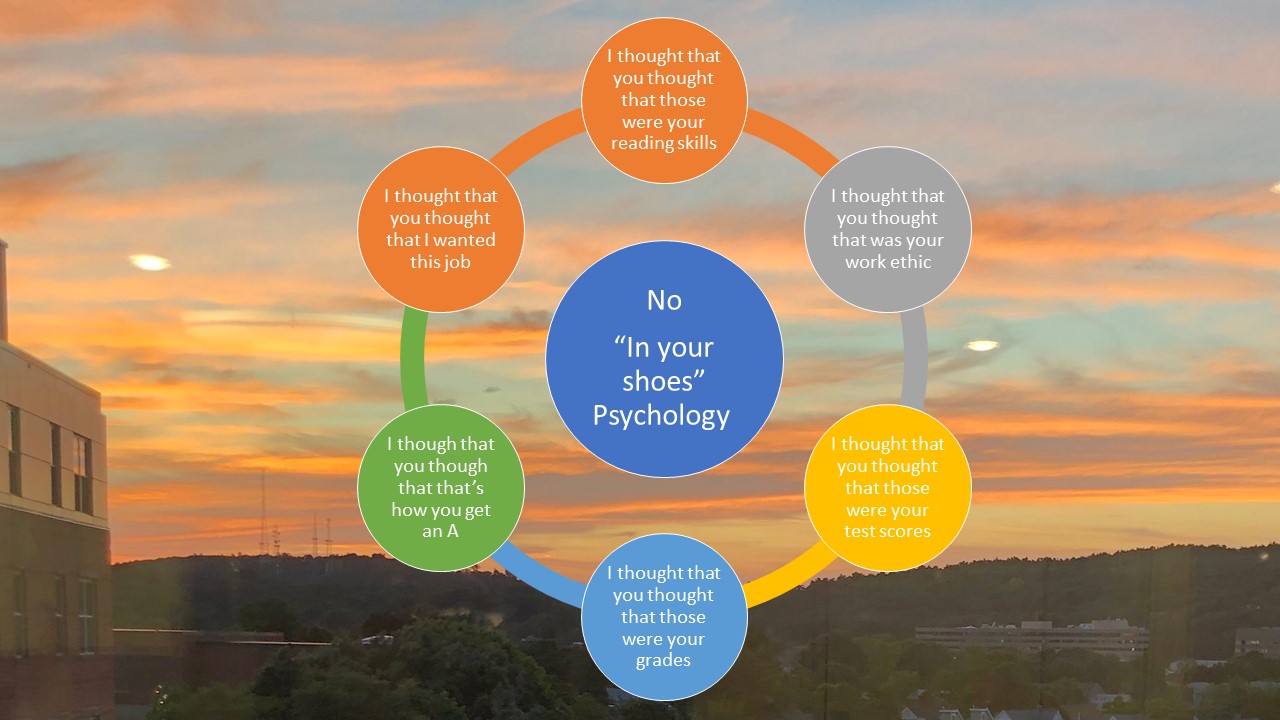 I thought that
you thought
that those
were your
reading skills
I thought that
you thought
that was your
work ethic
I thought that
you thought
that those
were your
test scores
I thought that
you thought
that those
were your
grades
I though that
you though
that that’s
how you get
an A
I thought that
you thought
that I wanted
this job
No
“In your
shoes”
Psychology